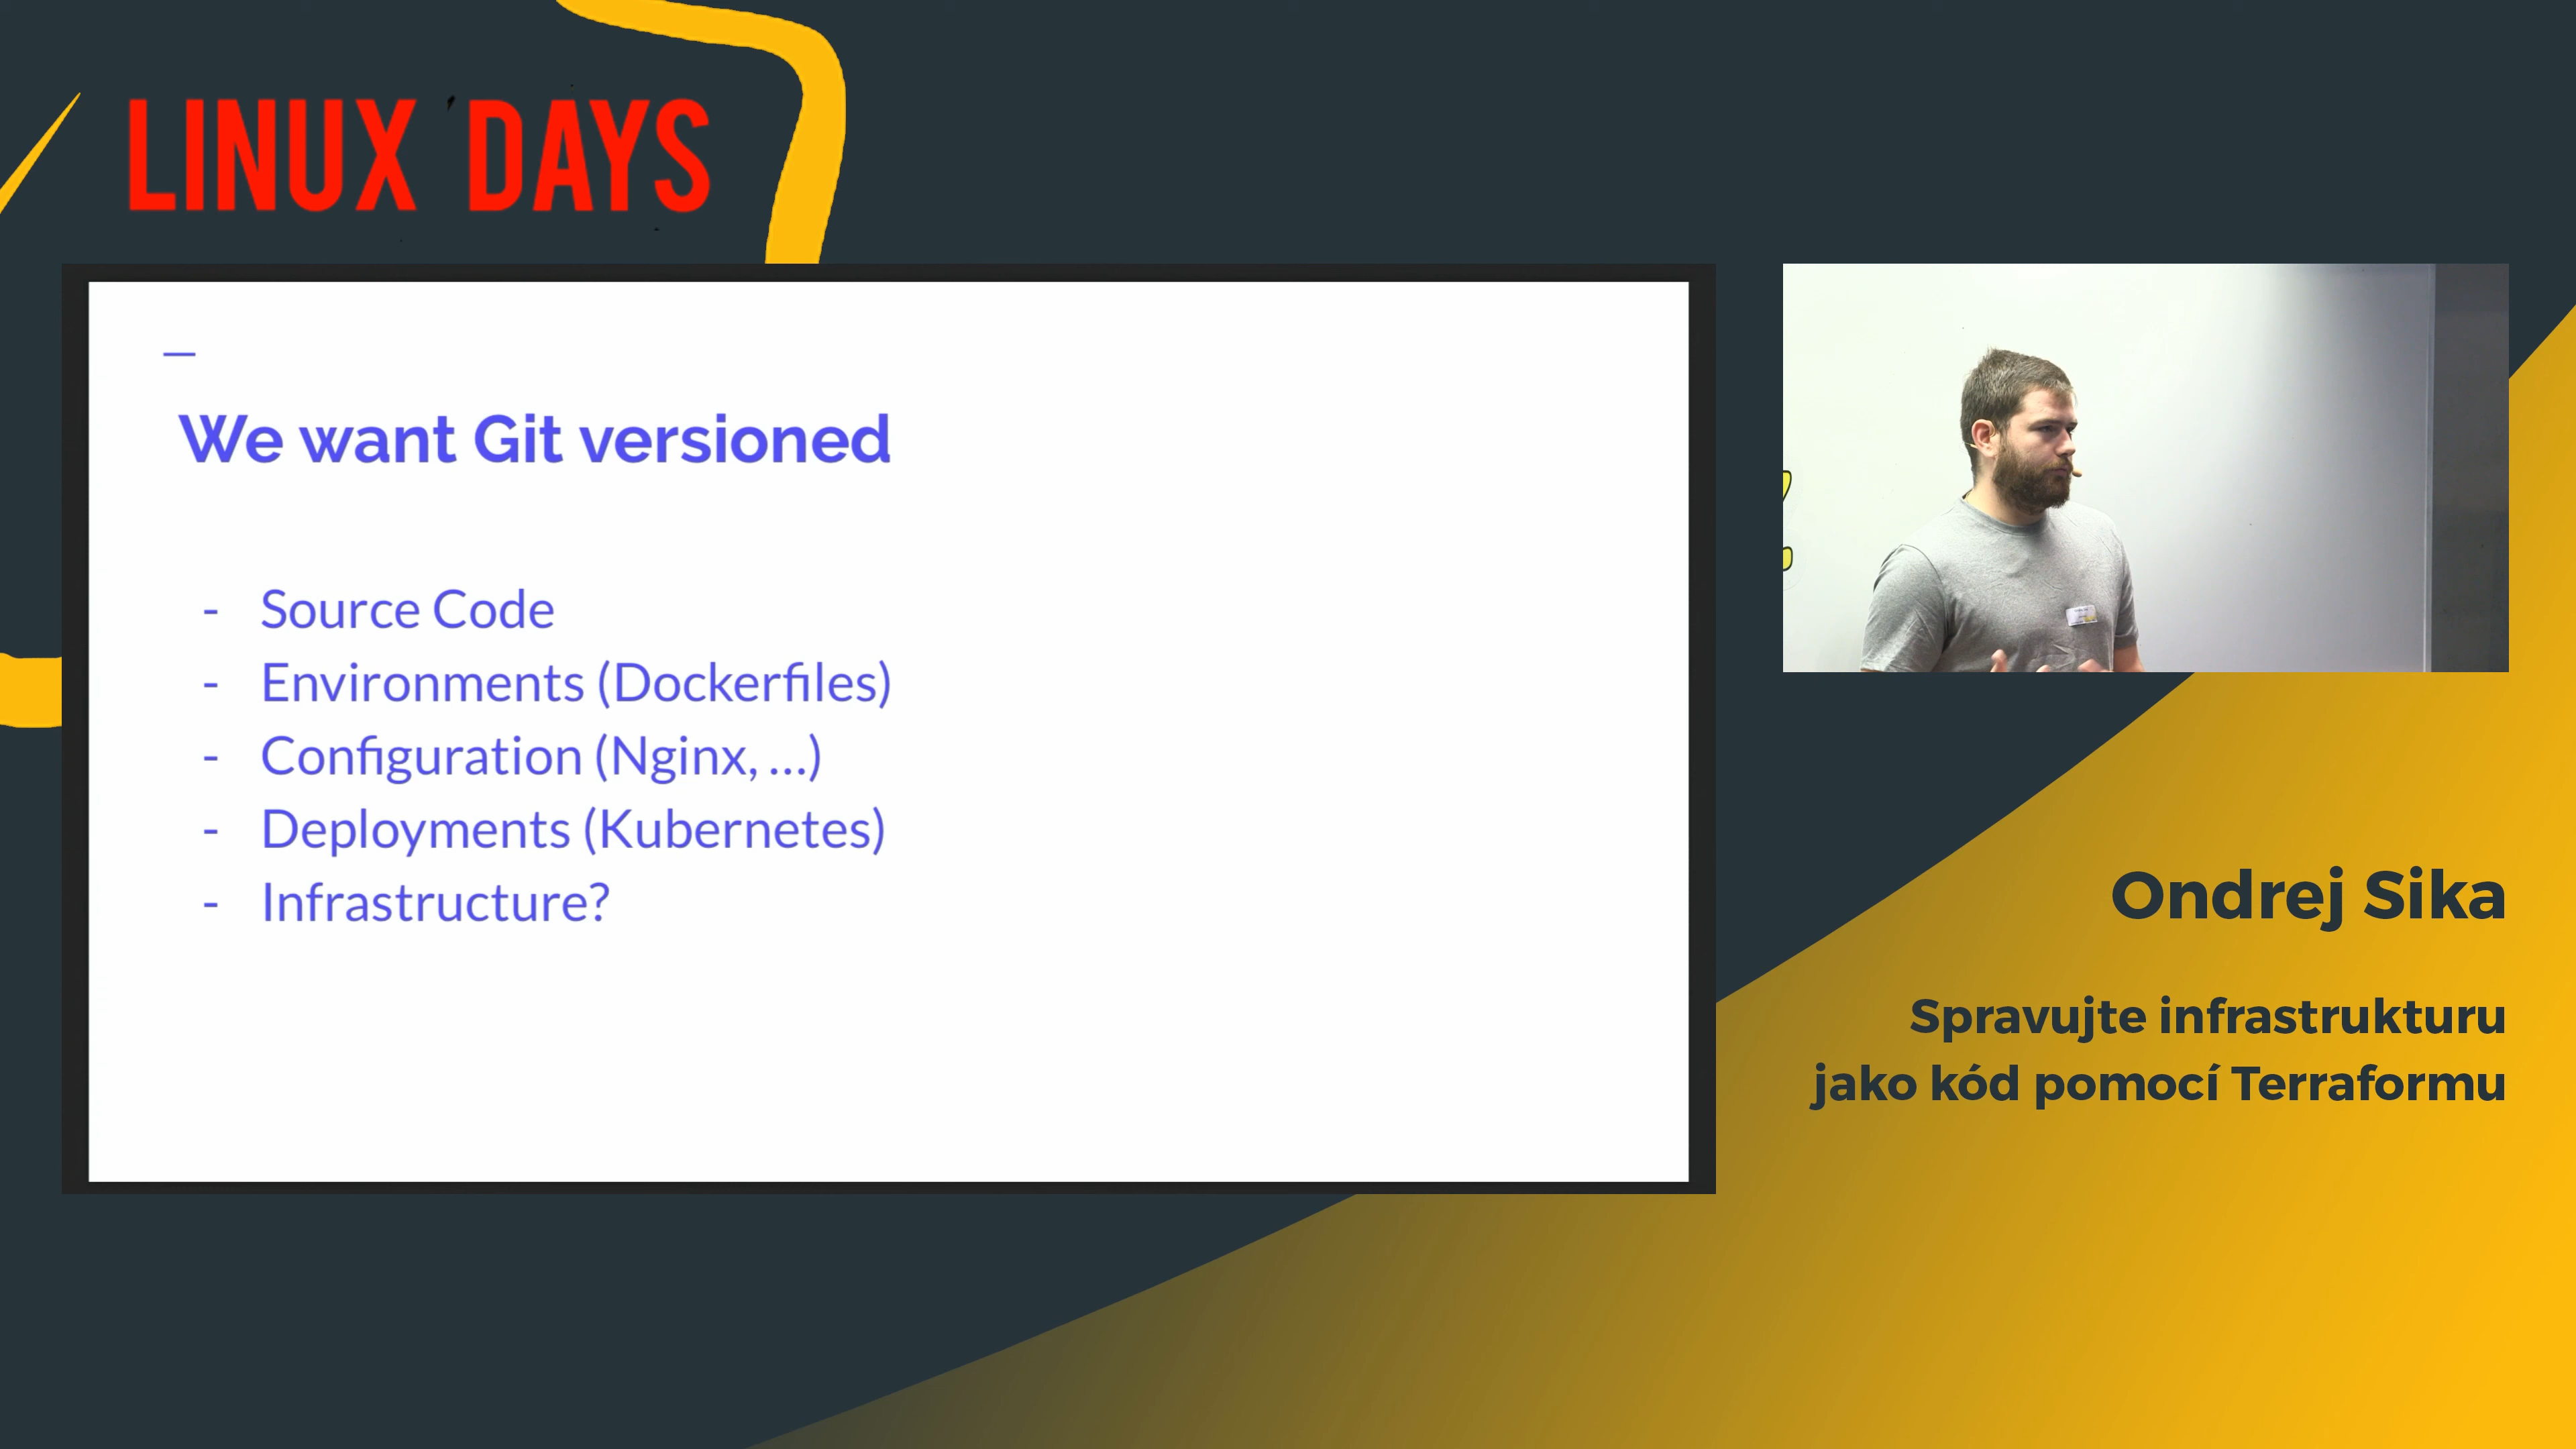 LINUX DAYS
We want Git versioned
- Source Code
- Environments (Dockerfiles)
- Configuration (Nginx, ...)
- Deployments (Kubernetes)
- Infrastructure?
Ondrej Sika
Spravujte infrastrukturu
jako kód pomocí Terraformu